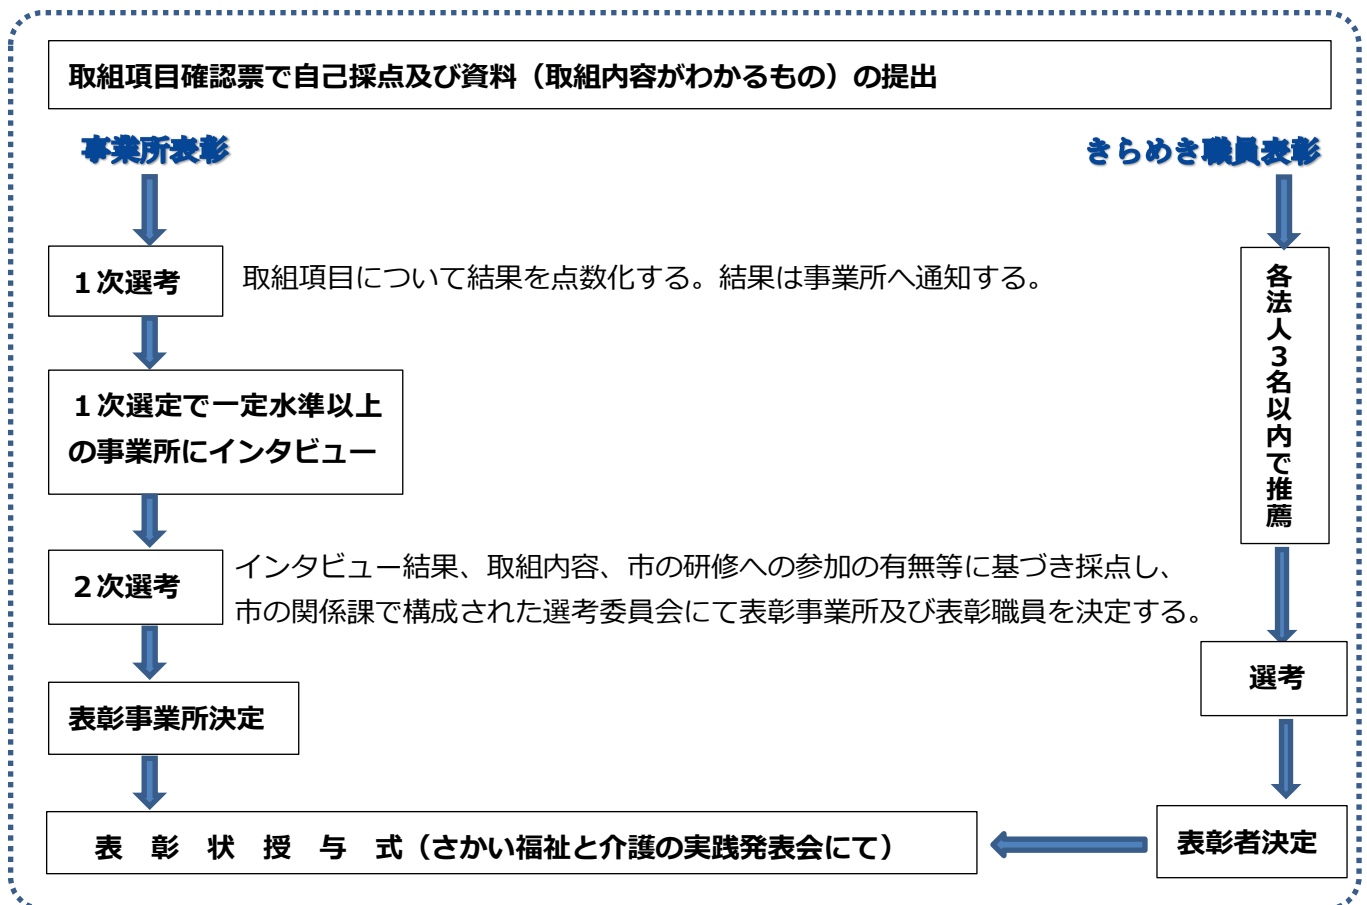 取組項目確認票で自己採点及び資料（取組内容がわかるもの）の提出
事業所表彰
きらめき職員表彰
１次選考
取組項目について結果を点数化する。結果は事業所へ通知する。
１次選定で一定水準以上
の事業所にインタビュー
各法人３名以内で推薦
２次選考
インタビュー結果、取組内容、市の研修への参加の有無等に基づき採点し、
市の関係課で構成された選考委員会にて表彰事業所及び表彰職員を決定する。
選考
表彰事業所決定
表　彰　状　授　与　式（さかい福祉と介護の実践発表会にて）
表彰者決定